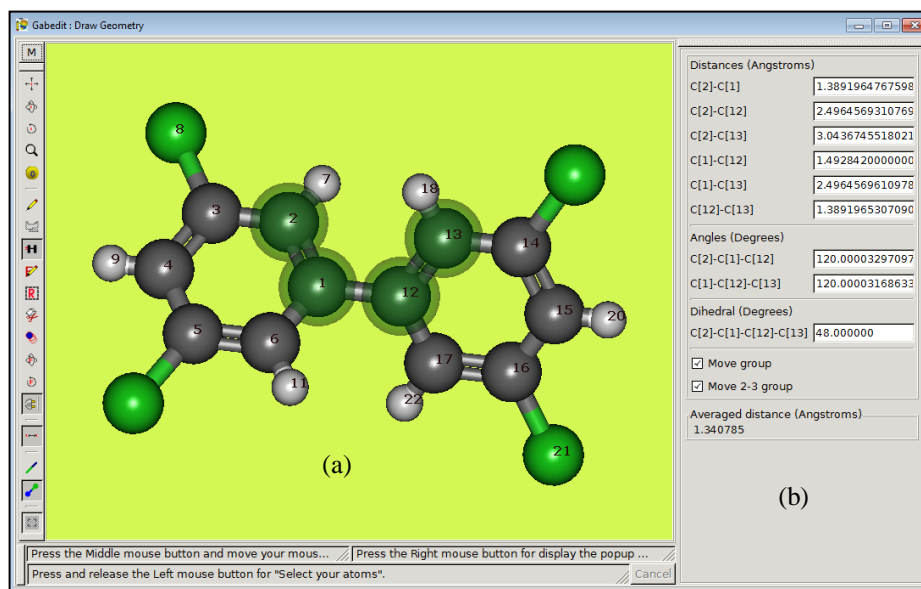 Gabedit : Draw Geometry
M
8
7
18
3
2
13
14
9
4
1
12
15
20
5
6
17
16
11
22
21
(a)
Press the Middle mouse button and move your mous...
Press the Right mouse button for display the popup ...
Press and release the Left mouse button for "Select your atoms".
Cancel
Distances (Angstroms)
C[2]-C[1] 1.3891964767598
C[2]-C[12] 2.4964569310769
C[2]-C[13] 3.0436745518021
C[1]-C[12] 1.4928420000000
C[1]-C[13] 2.4964569610978
C[12]-C[13] 1.3891965307090
Angles (Degrees)
C[2]-C[1]-C[12] 120.00003297097
C[1]-C[12]-C[13] 120.00003168633
Dihedral (Degrees)
C[2]-C[1]-C[12]-C[13] 48.000000
Move group
Move 2-3 group
Averaged distance (Angstroms)
1.340785
(b)